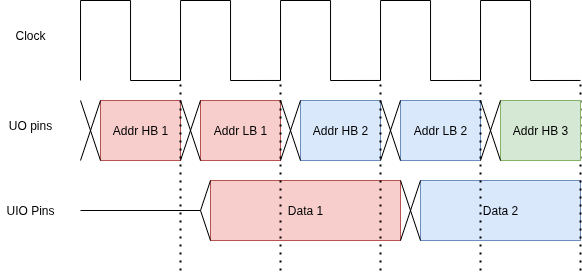 Clock
UO pins
Addr HB 1
Addr LB 1
Addr HB 2
Addr LB 2
Addr HB 3
UIO Pins
Data 1
Data 2